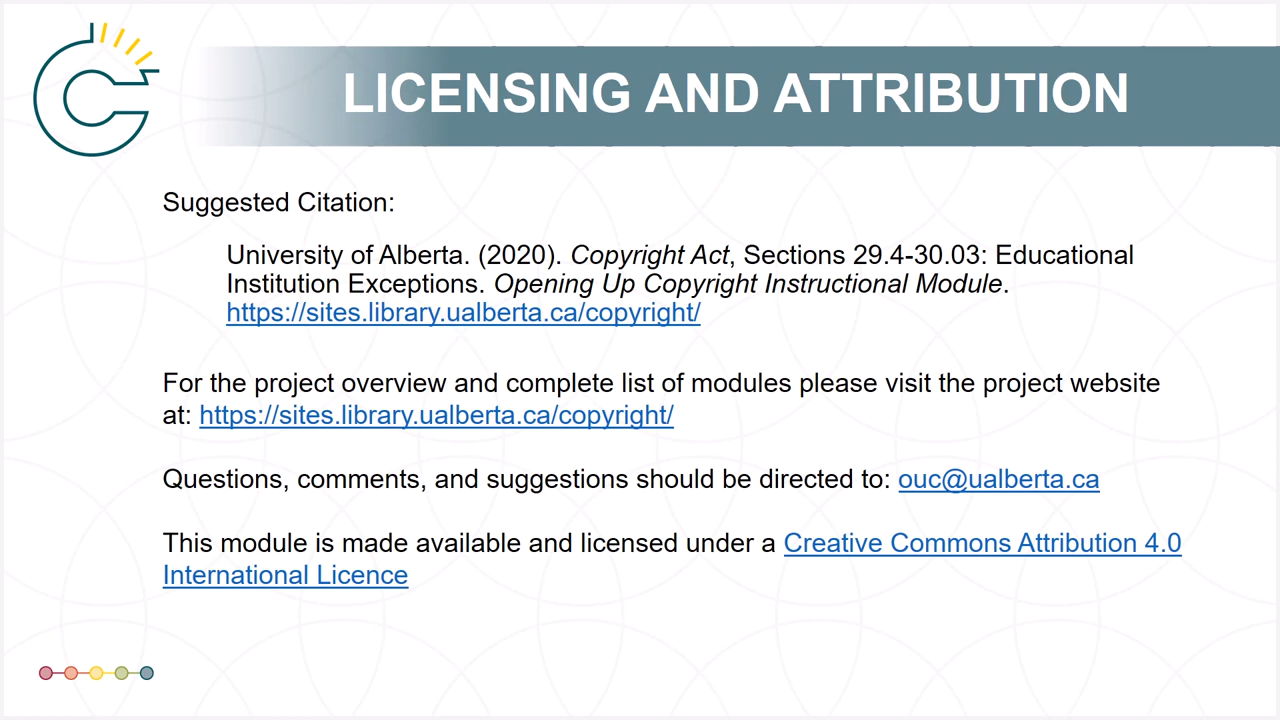 LICENSING AND ATTRIBUTION
Suggested Citation:
University of Alberta. (2020). Copyright Act, Sections 29.4-30.03: Educational
Institution Exceptions. Opening Up Copyright Instructional Module.
https://sites.library.ualberta.ca/copyright/
For the project overview and complete list of modules please visit the project website
at: https://sites.library.ualberta.ca/copyright/
Questions, comments, and suggestions should be directed to: ouc@ualberta.ca
This module is made available and licensed under a Creative Commons Attribution 4.0
International Licence